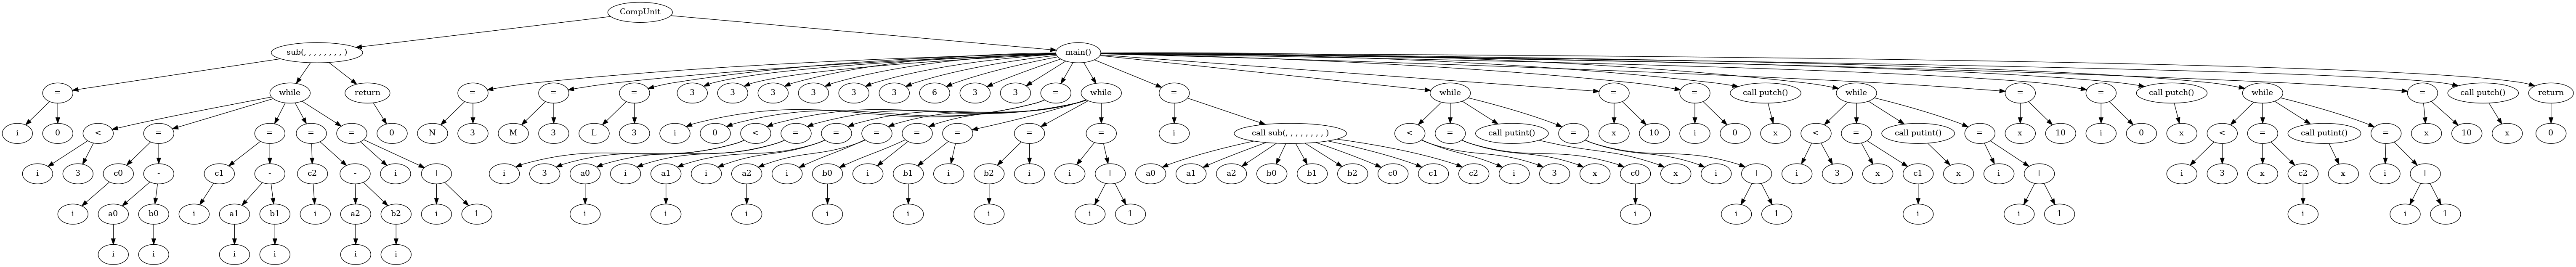 CompUnit
sub(, , , , , , , , ) main()
= while return = = = 3 3 3 3 3 3 6 3 3 = while = while = = call putch() while = = call putch() while = call putch() return
i 0 < = = = = 0 N 3 M 3 L 3 i 0 < = = = = = = = i call sub(, , , , , , , , ) < = call putint() = x 10 i 0 x < = call putint() = x 10 i 0 x < = call putint() = x 10 x 0
i 3 c0 - c1 - c2 - i + i 3 a0 i a1 i a2 i b0 i b1 i b2 i i + a0 a1 a2 b0 b1 b2 c0 c1 c2 i 3 x c0 x i + i 3 x c1 x i + i 3 x c2 x i +
i a0 b0 i a1 b1 i a2 b2 i 1 i i i i i i i 1 i i 1 i i 1 i i 1
i i i i i i